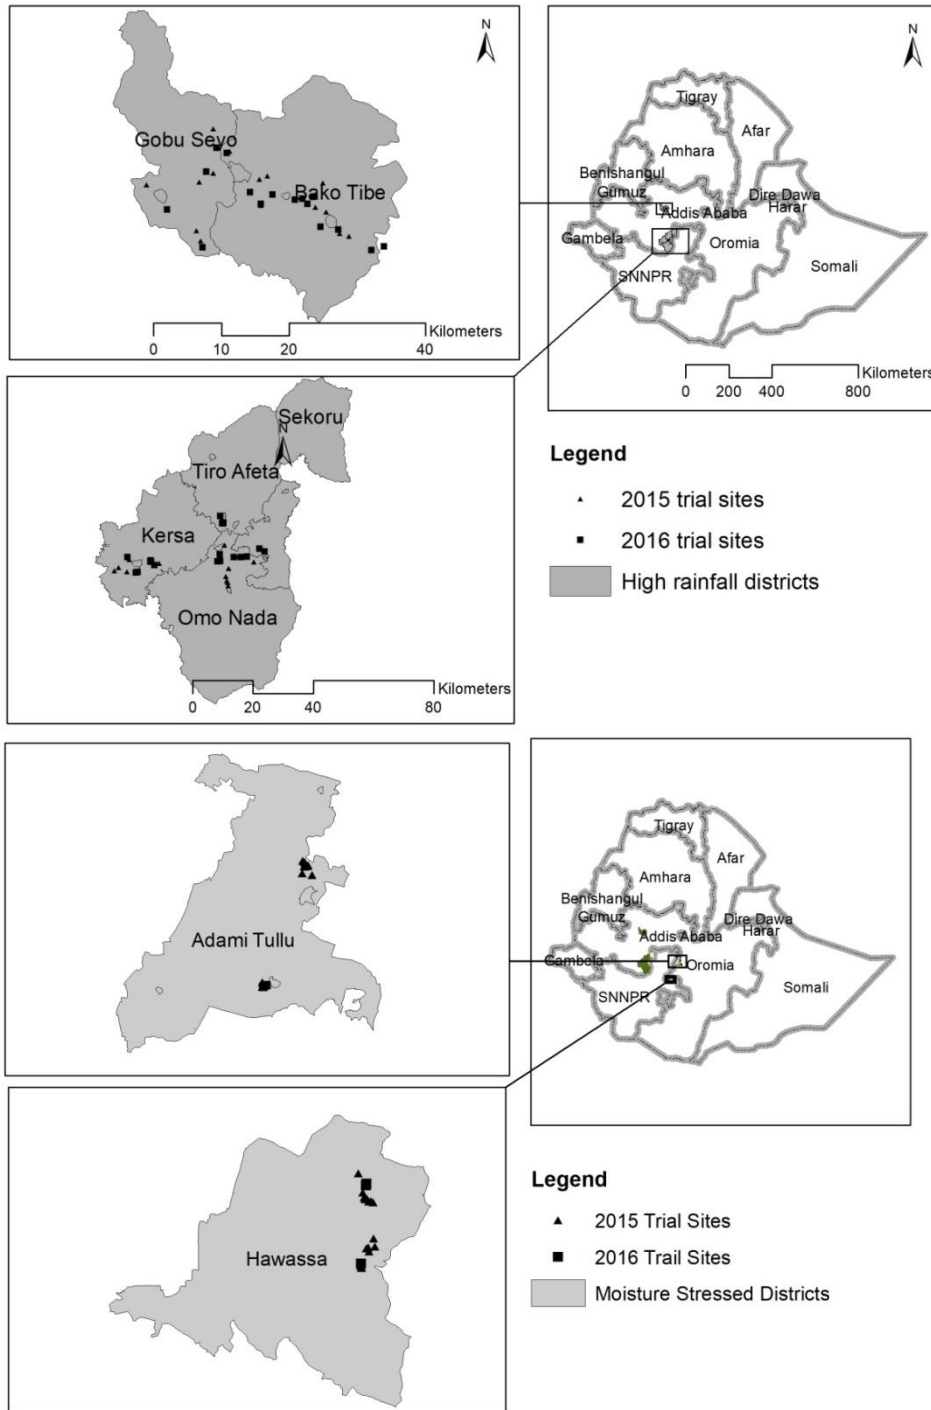 N
Gobu Seyo
Bako Tibe
Kilometers
0 10 20 40
N
Tigray
Afar
Amhara
Benishangul
Gumuz
Dire Dawa
Harar
Addis Ababa
Gambela
Oromia
SNNPR
Somali
Kilometers
0 200 400 800
Sekoru
N
Tiro Afeta
Kersa
Omo Nada
Kilometers
0 20 40 80
Legend
2015 trial sites
2016 trial sites
High rainfall districts
Adami Tullu
Tigray
Afar
Amhara
Benishangul
Gumuz
Dire Dawa
Harar
Addis Ababa
Gambela
Oromia
SNNPR
Somali
Hawassa
Legend
2015 Trial Sites
2016 Trail Sites
Moisture Stressed Districts